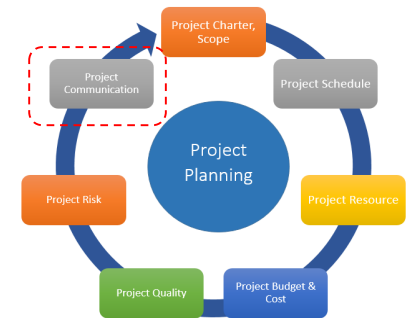 Project Charter,
Scope
Project
Communication
Project Schedule
Project
Planning
Project Risk
Project Resource
Project Quality
Project Budget &
Cost